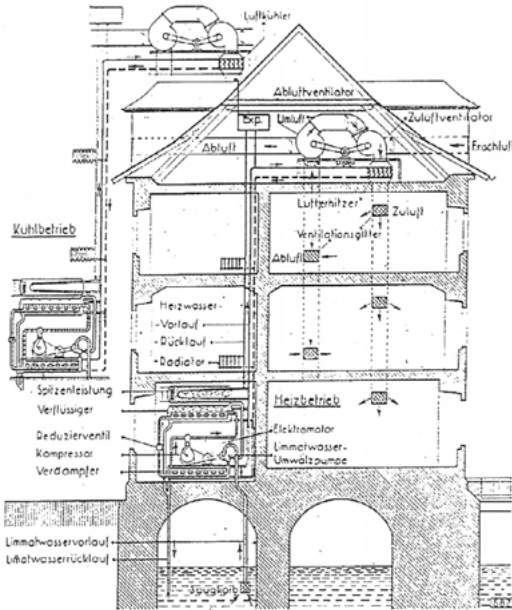 Luftkühler
Abluftventilator
Exp.
Umluft
Zuluftventilator
Abluft
Frischluft
Lufterhitzer
Zuluft
Ventilationsgitter
Kühlbetrieb
Abluft
Heizwasser-
-Vorlauf
-Rücklauf
-Radiator
Spitzenleistung
Verflüssiger
Heizbetrieb
Reduzierventil
Elektromotor
Kompressor
Limmatwasser-
Umwälzpumpe
Verdampfer
Limmatwasservorlauf
Limmatwasserrücklauf
Saugkorb